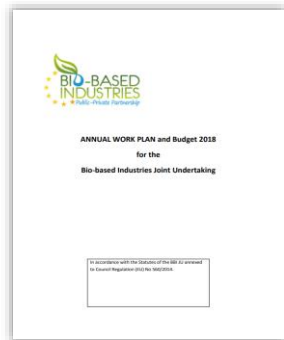 BIO-BASED
INDUSTRIES
Public-Private Partnership
ANNUAL WORK PLAN and Budget 2018
for the
Bio-based Industries Joint Undertaking
In accordance with the Statutes of the BBI JU annexed
to Council Regulation (EU) No 560/2014.